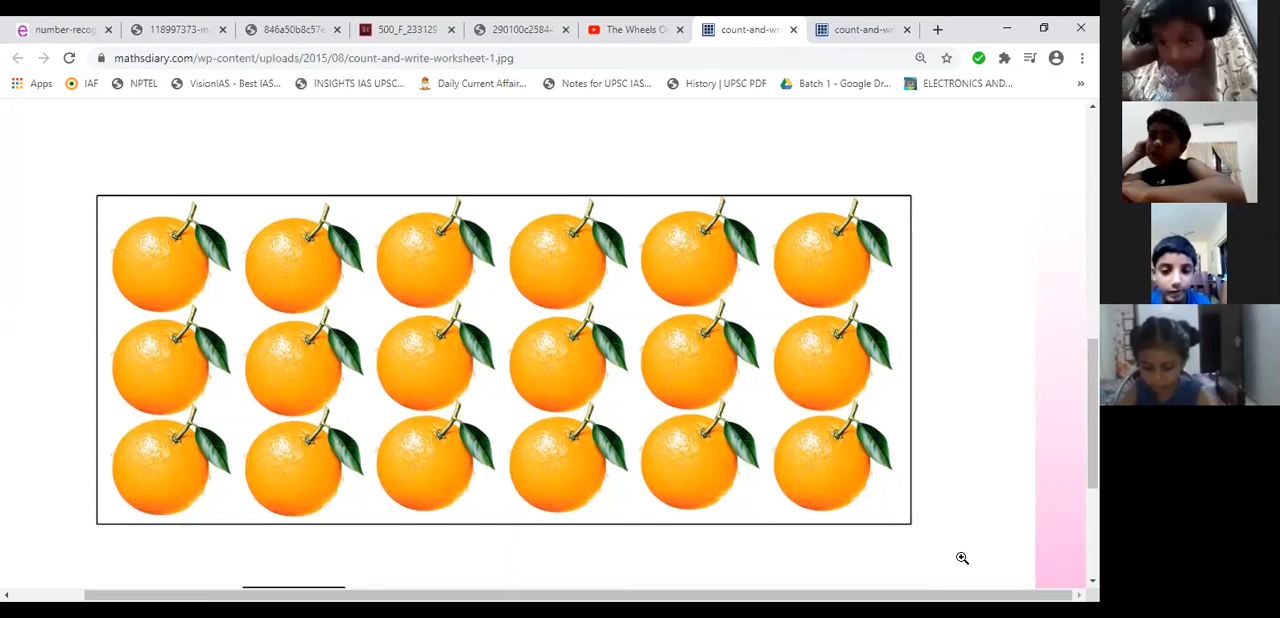 number-recog
118997373-m
846a50b8c57e
500_F_233129
290100c2584
The Wheels O
count-and-wr
count-and-wr
mathsdiary.com/wp-content/uploads/2015/08/count-and-write-worksheet-1.jpg
Apps IAF NPTEL VisionIAS - Best IAS... INSIGHTS IAS UPSC... Daily Current Affair... Notes for UPSC IAS... History | UPSC PDF Batch 1 - Google Dr... ELECTRONICS AND... »